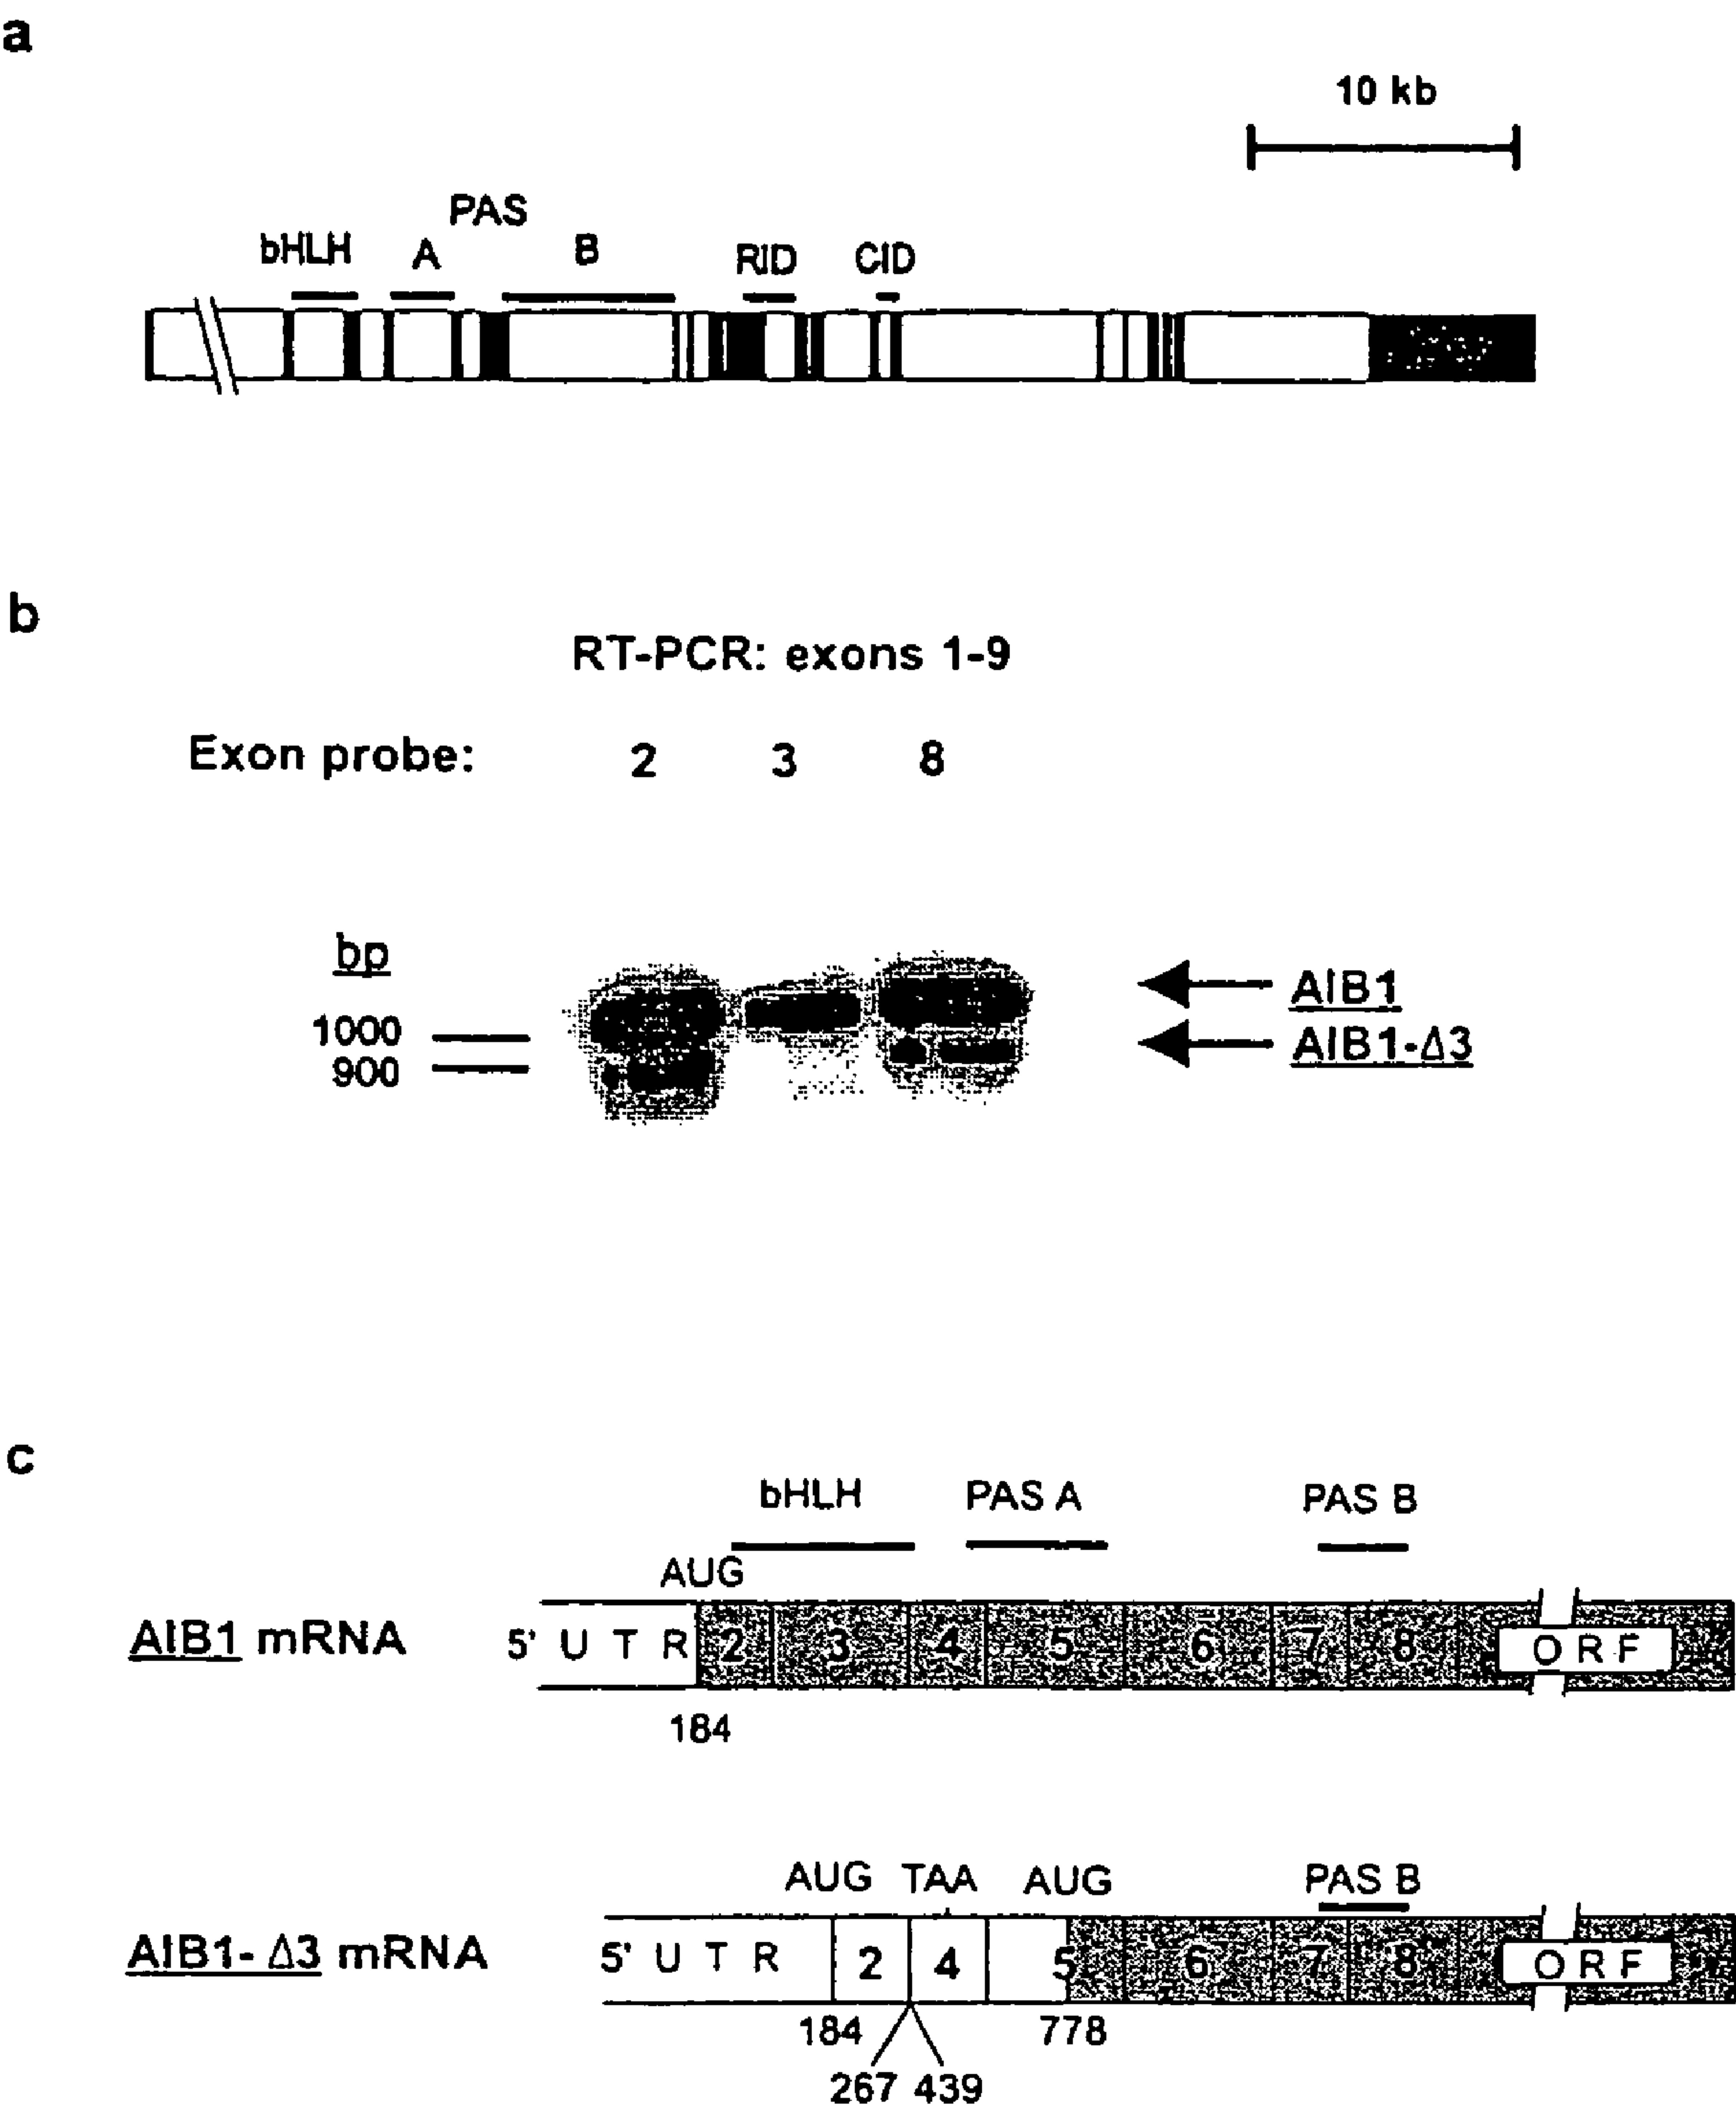 a
10 kb
PAS
bHLH A B RID CID
b
RT-PCR: exons 1-9
Exon probe: 2 3 8
bp
1000
900
AIB1
AIB1-Δ3
c
bHLH PAS A PAS B
AUG
AIB1 mRNA 5' U T R 2 3 4 5 6 7 8 O R F
184
AUG TAA AUG PAS B
AIB1- Δ3 mRNA 5' U T R 2 4 5 6 7 8 O R F
184 778
267 439